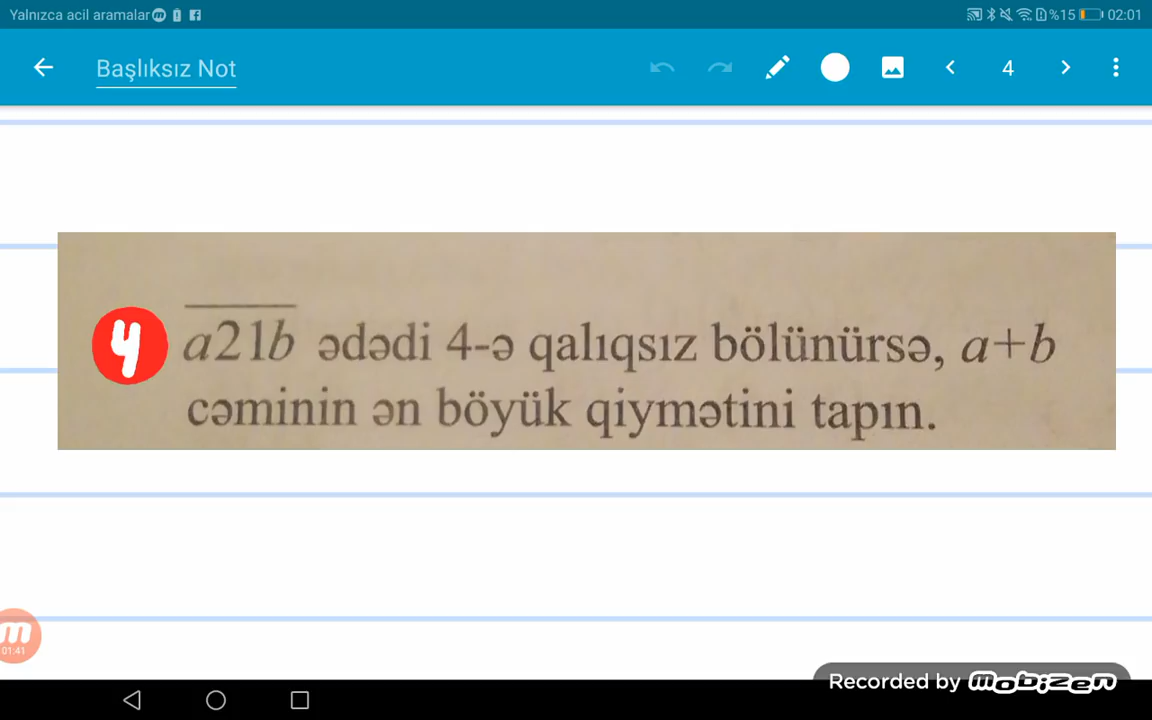 Yalnızca acil aramalar %15 02:01
Başlıksız Not 4
4 a21b ədədi 4-ə qalıqsız bölünürsə, a+b
cəminin ən böyük qiymətini tapın.
m
01:41
Recorded by mobizen